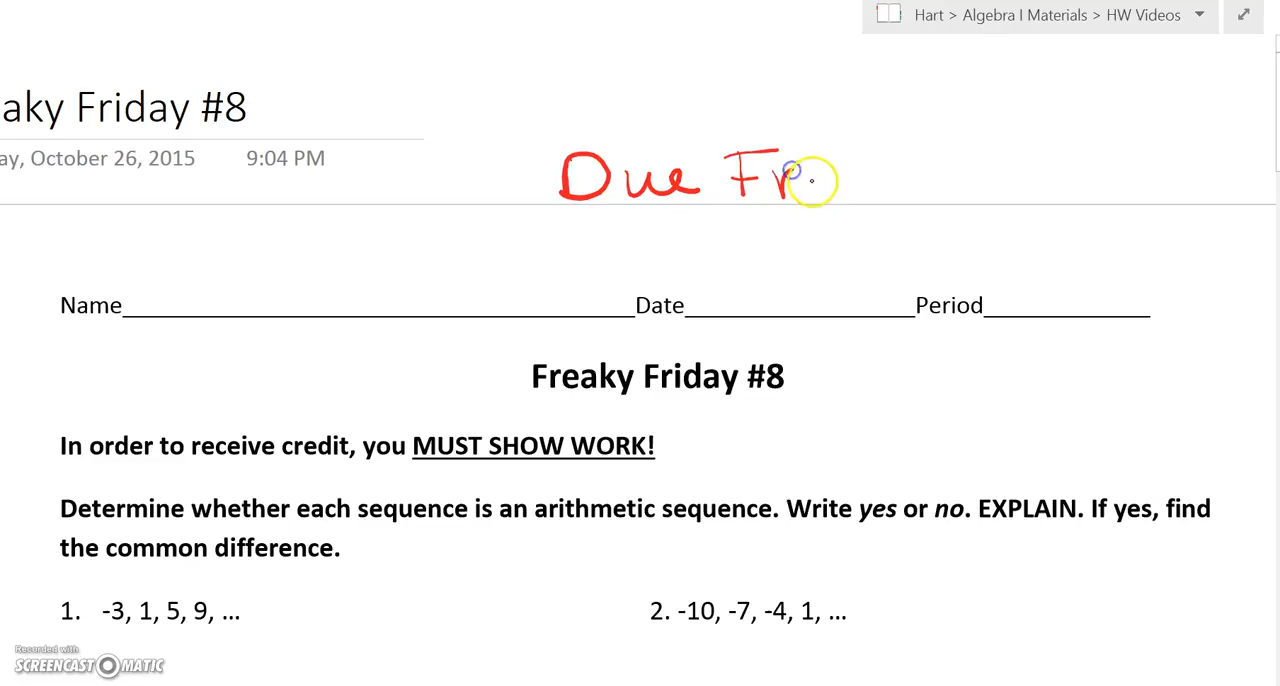 Hart > Algebra I Materials > HW Videos
aky Friday #8
ay, October 26, 2015 9:04 PM
Due Fr
Name Date Period
Freaky Friday #8
In order to receive credit, you MUST SHOW WORK!
Determine whether each sequence is an arithmetic sequence. Write yes or no. EXPLAIN. If yes, find
the common difference.
1. -3, 1, 5, 9, ... 2. -10, -7, -4, 1, ...
Recorded with
SCREENCAST MATIC